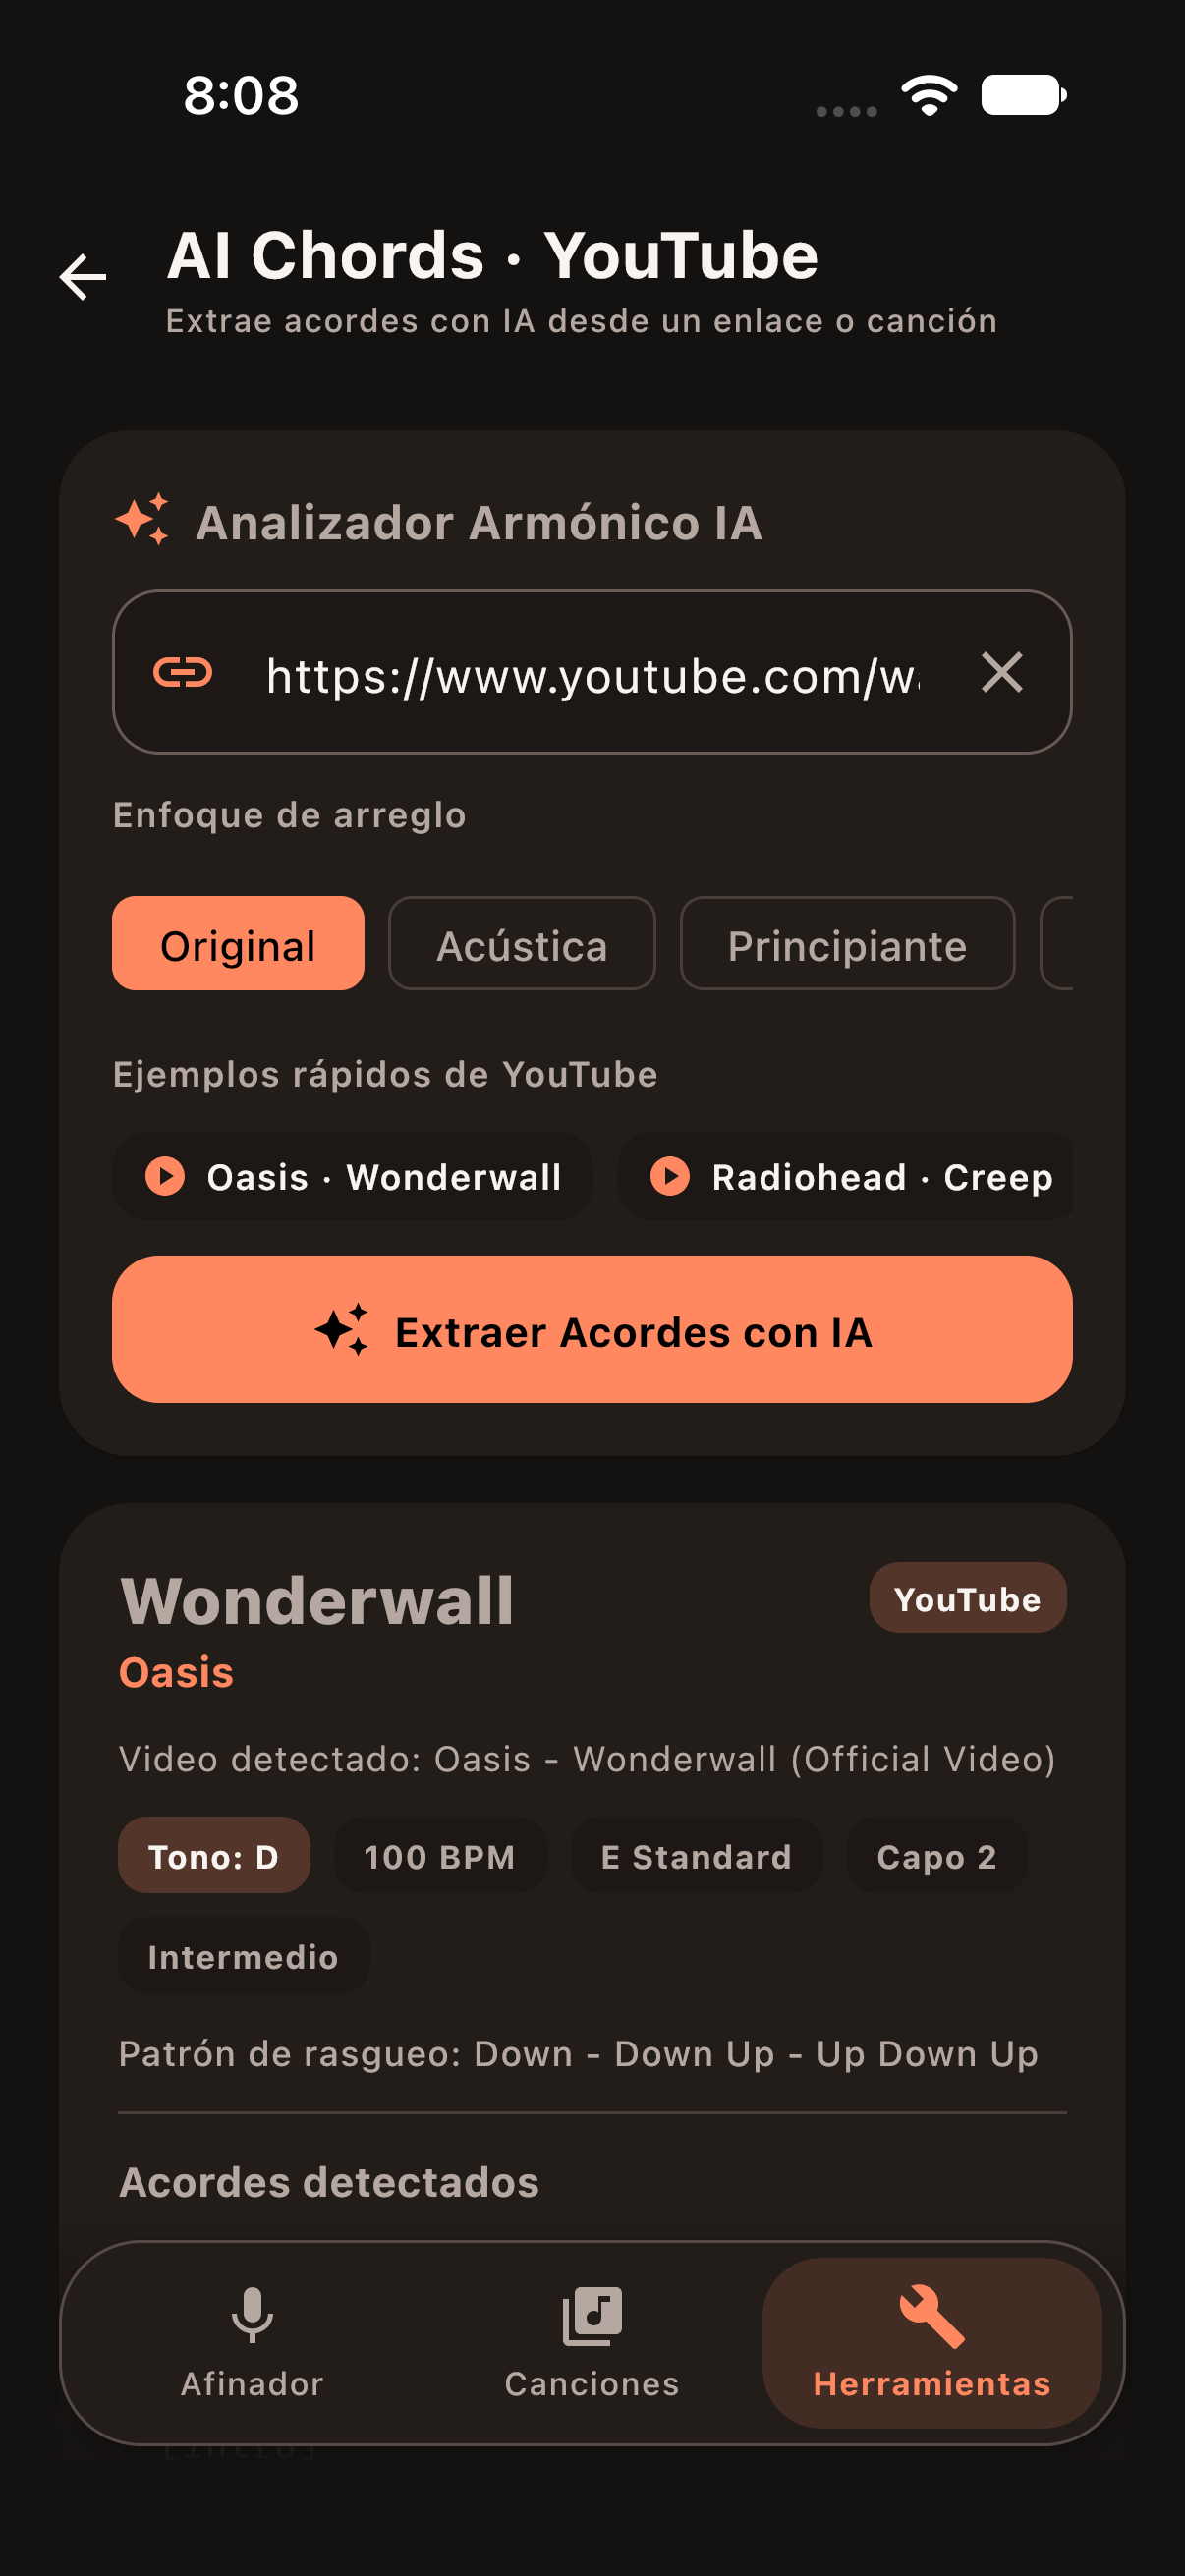 8:08
AI Chords · YouTube
Extrae acordes con IA desde un enlace o canción
Analizador Armónico IA
https://www.youtube.com/w
Enfoque de arreglo
Original Acústica Principiante
Ejemplos rápidos de YouTube
Oasis · Wonderwall Radiohead · Creep
Extraer Acordes con IA
Wonderwall YouTube
Oasis
Video detectado: Oasis - Wonderwall (Official Video)
Tono: D 100 BPM E Standard Capo 2
Intermedio
Patrón de rasgueo: Down - Down Up - Up Down Up
Acordes detectados
Afinador Canciones Herramientas